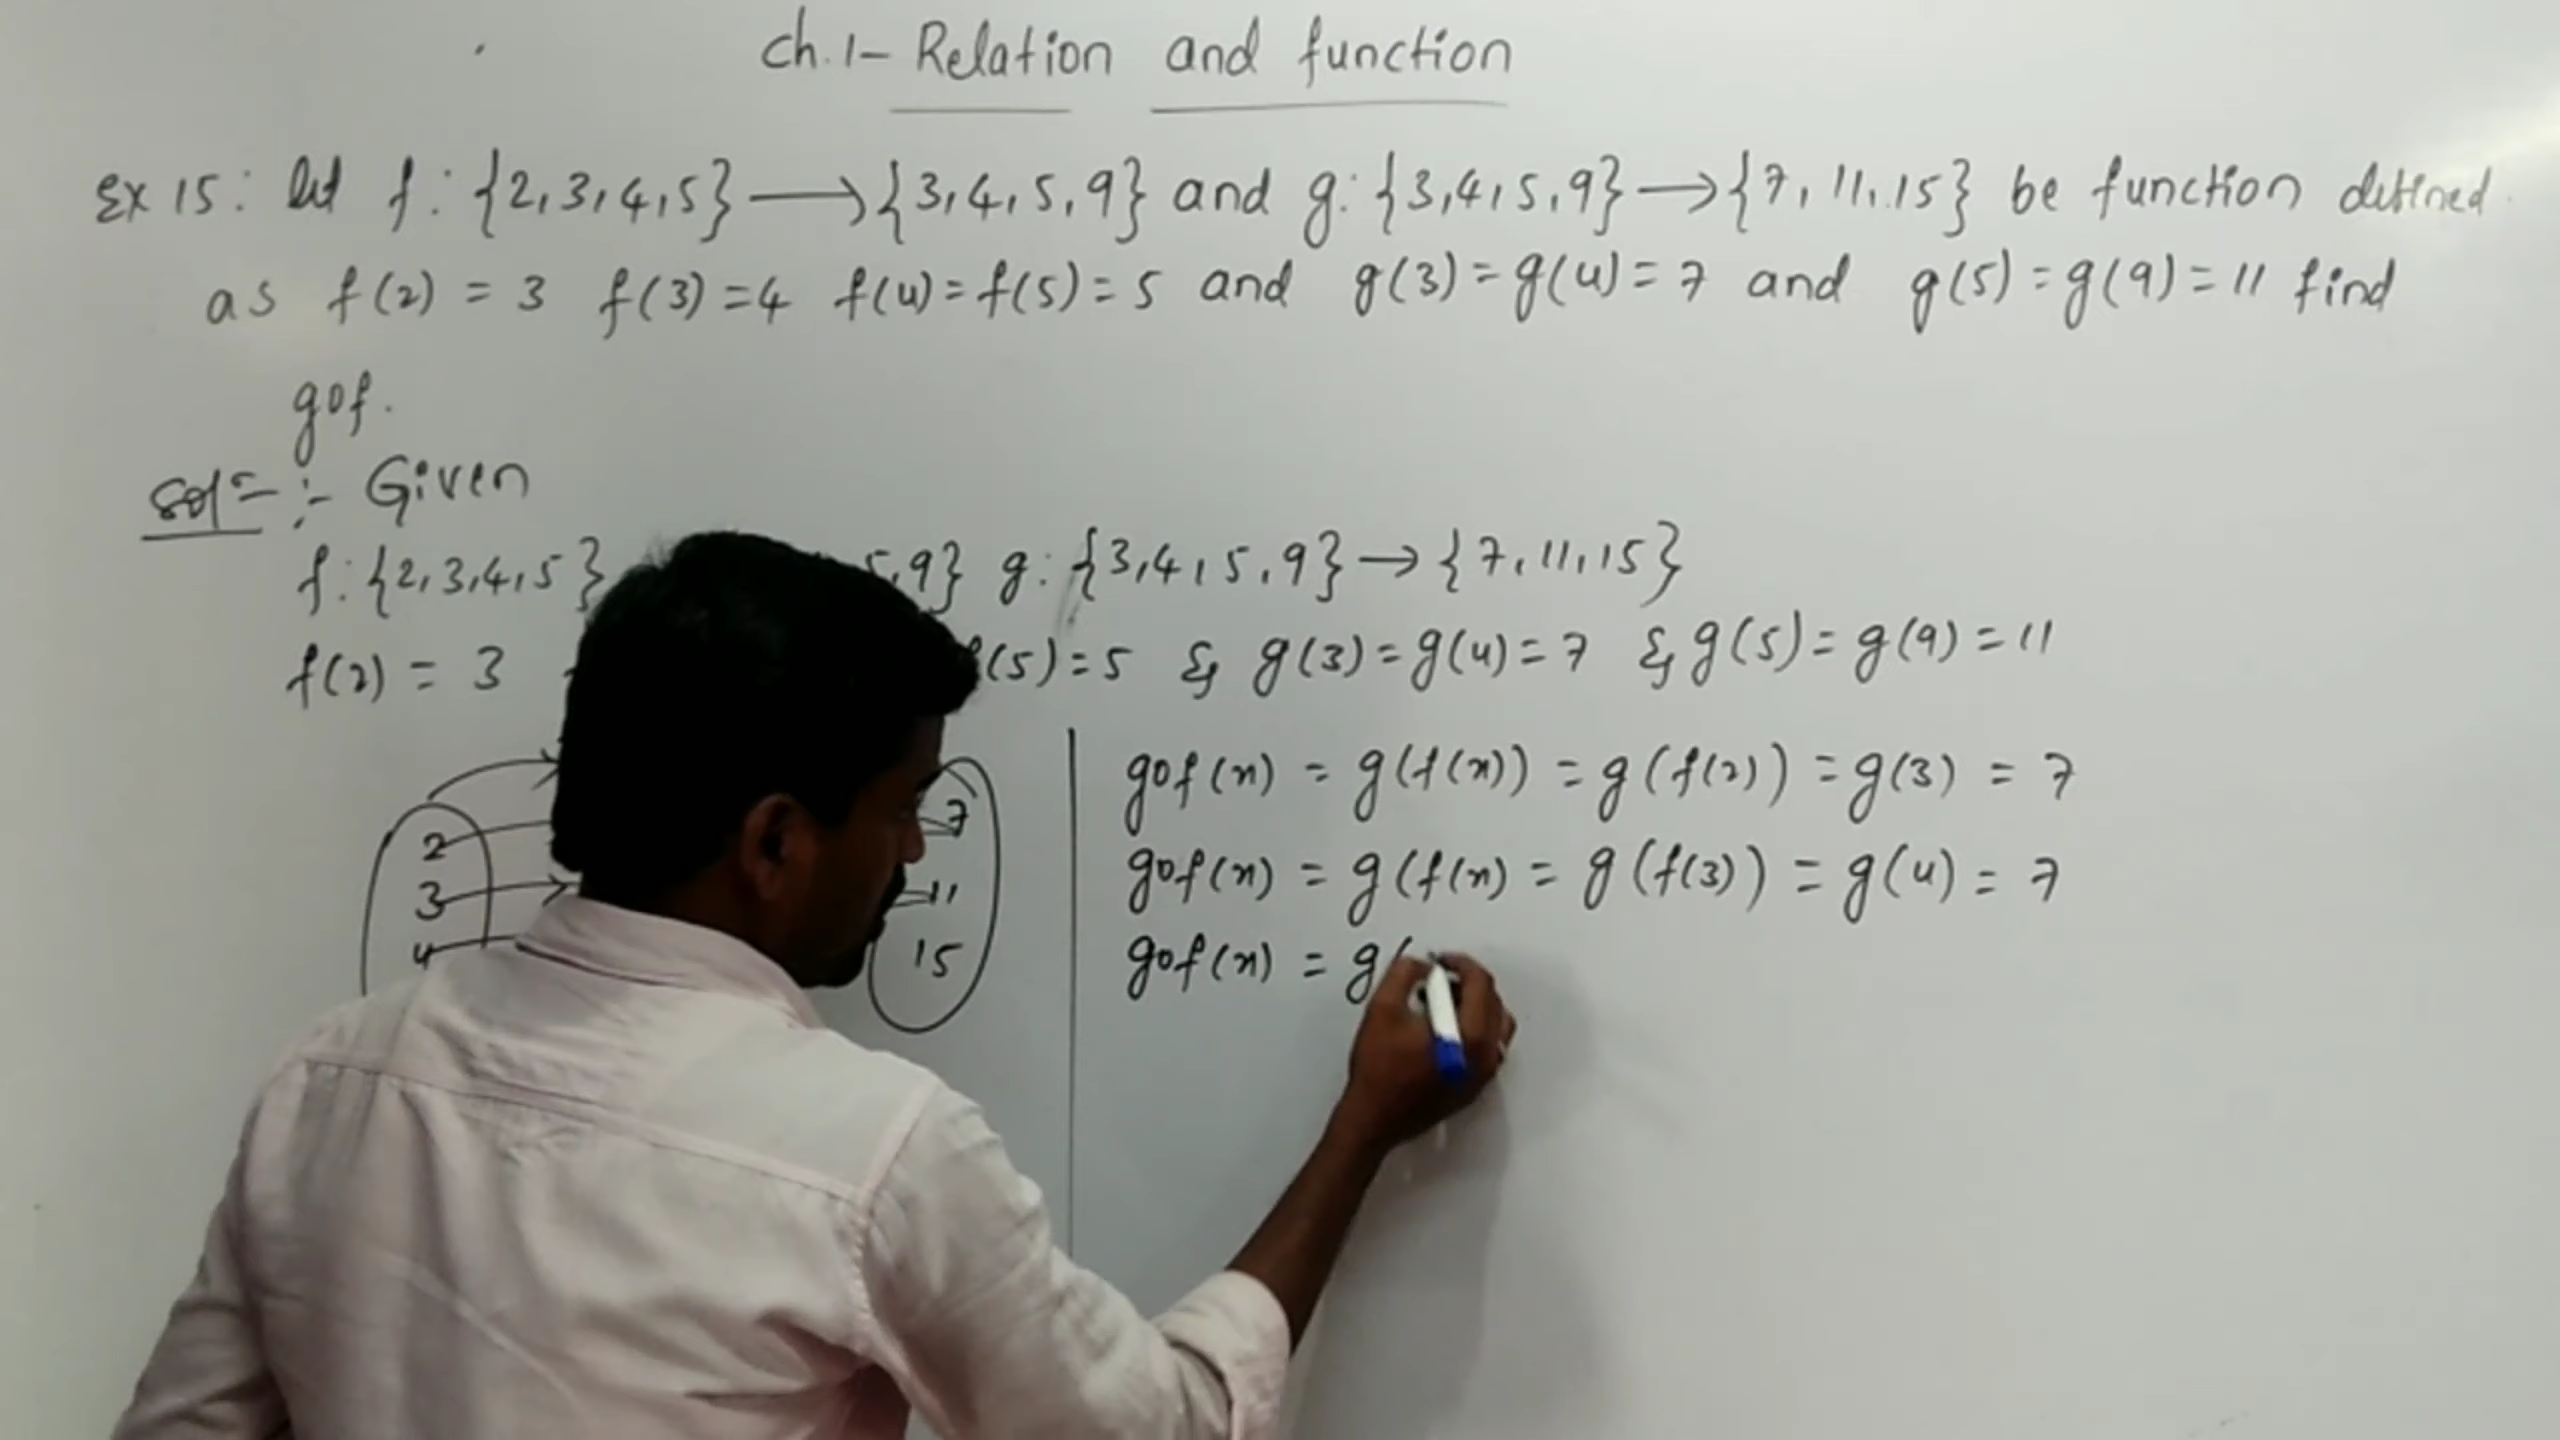 Ch.1- Relation and function
Ex 15: let f: {2,3,4,5} → {3,4,5,9} and g: {3,4,5,9} → {7,11,15} be function defined
as f(2) = 3 f(3) = 4 f(4) = f(5) = 5 and g(3) = g(4) = 7 and g(5) = g(9) = 11 find
gof.
sol= :- Given
f: {2,3,4,5} 5,9} g: {3,4,5,9} → {7,11,15}
f(2) = 3 (5) = 5 & g(3) = g(4) = 7 & g(5) = g(9) = 11
2
3
4
7
11
15
gof(x) = g(f(x)) = g(f(2)) = g(3) = 7
gof(x) = g(f(x) = g(f(3)) = g(4) = 7
gof(x) = g(